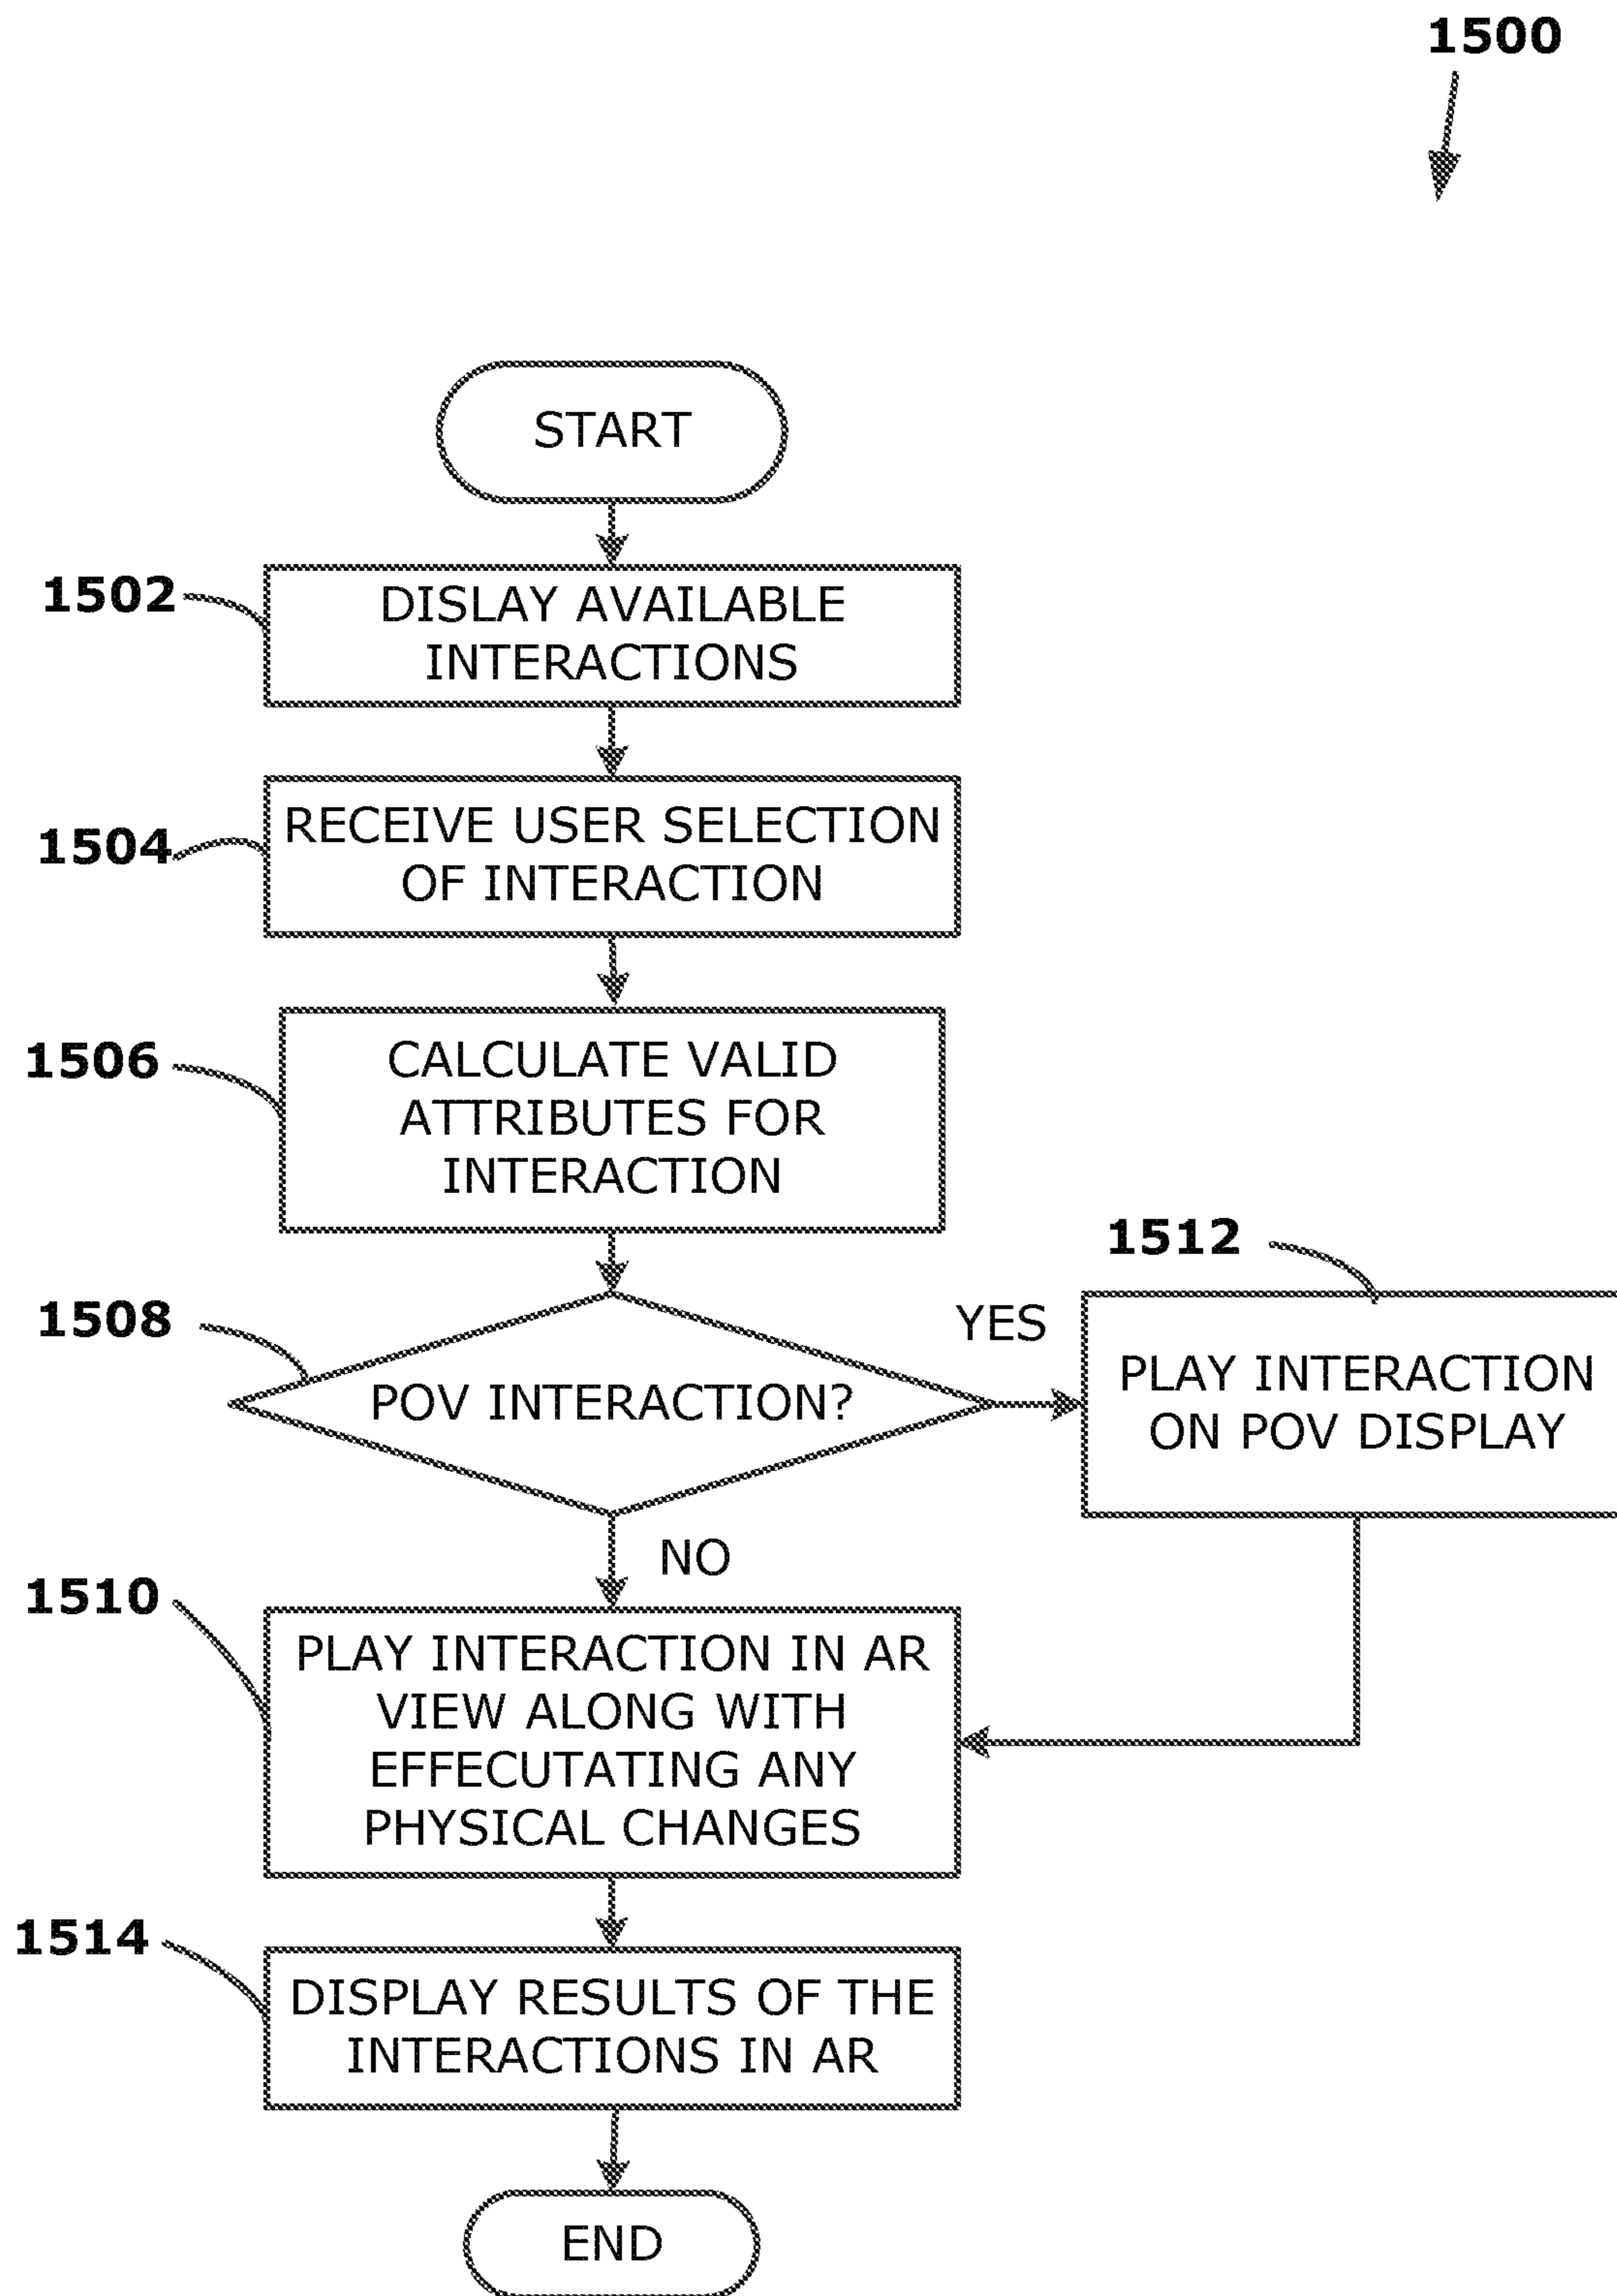 1500
START
1502
DISLAY AVAILABLE
INTERACTIONS
1504
RECEIVE USER SELECTION
OF INTERACTION
1506
CALCULATE VALID
ATTRIBUTES FOR
INTERACTION
1508
POV INTERACTION?
YES
1512
PLAY INTERACTION
ON POV DISPLAY
NO
1510
PLAY INTERACTION IN AR
VIEW ALONG WITH
EFFECUTATING ANY
PHYSICAL CHANGES
1514
DISPLAY RESULTS OF THE
INTERACTIONS IN AR
END